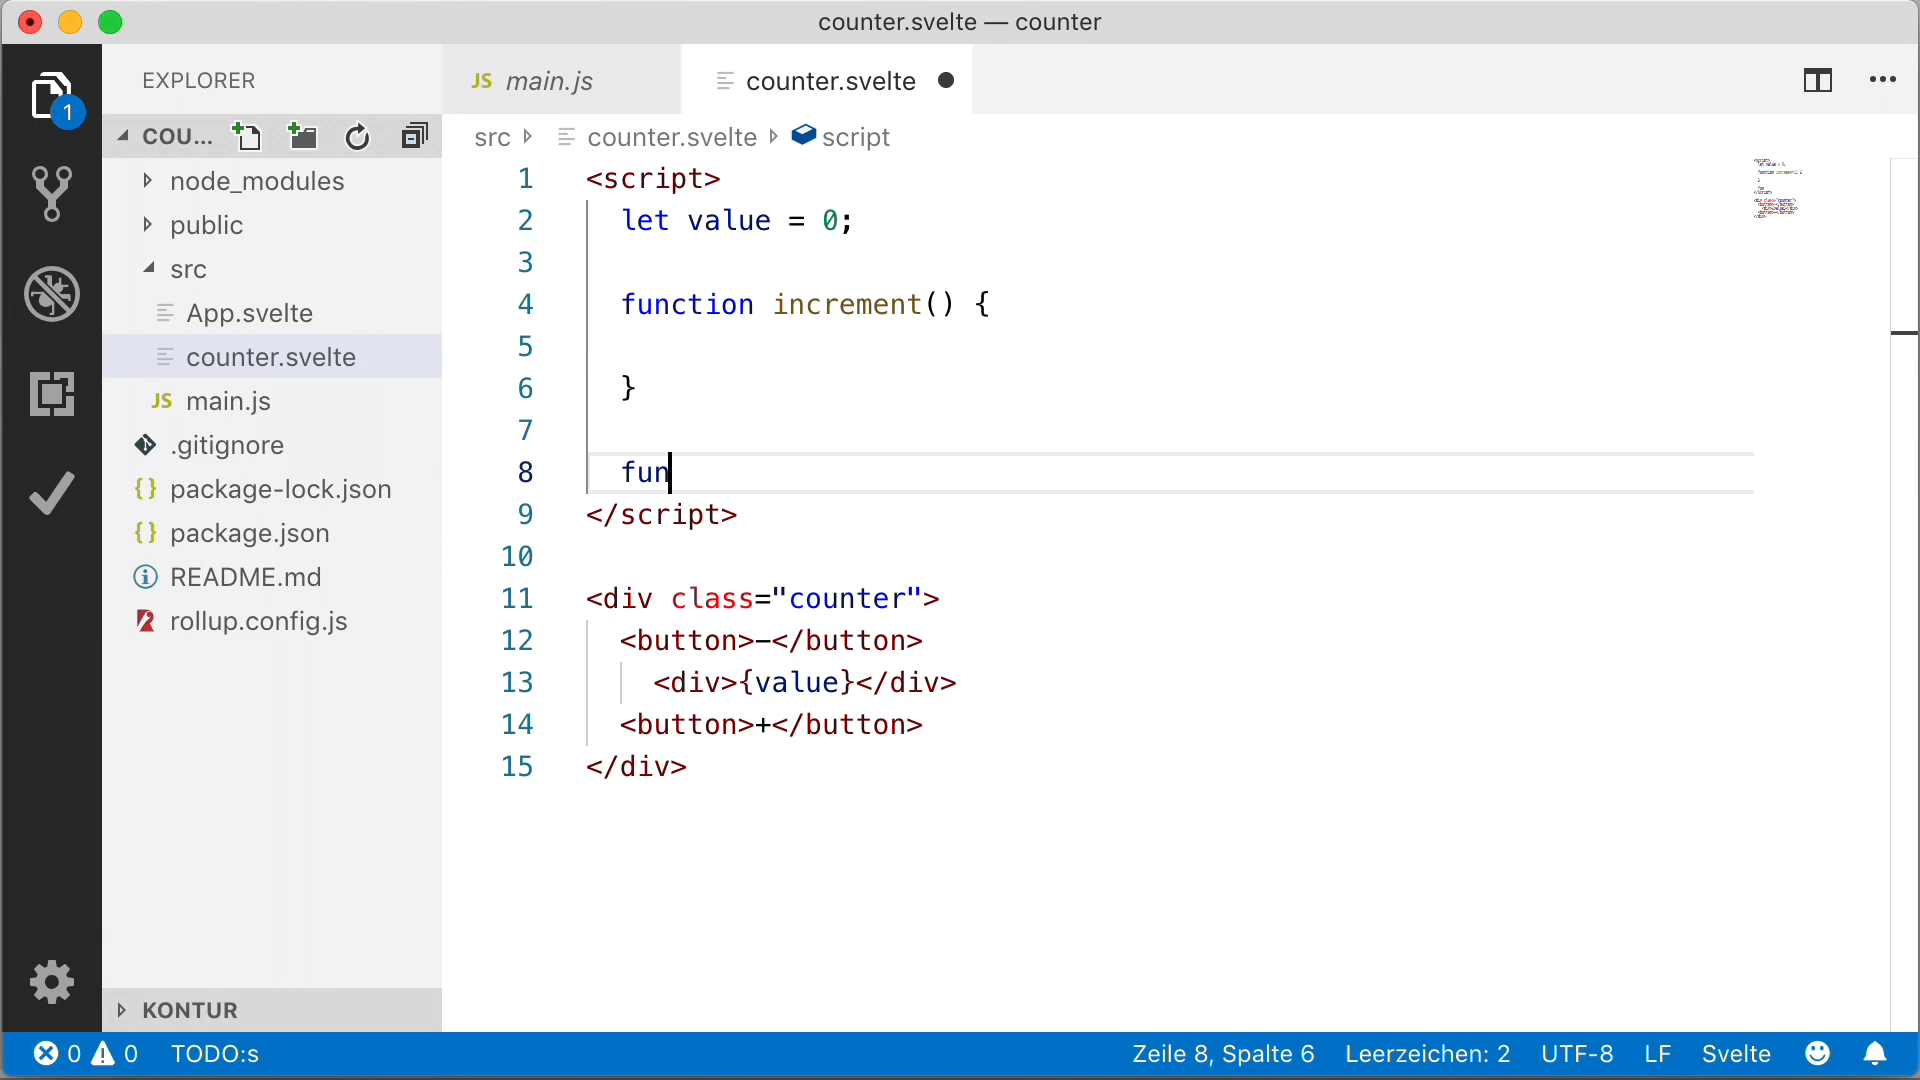 counter.svelte — counter
1
EXPLORER
COU...
node_modules
public
src
App.svelte
counter.svelte
JS main.js
.gitignore
{} package-lock.json
{} package.json
README.md
rollup.config.js
KONTUR
JS main.js
counter.svelte
src counter.svelte script
1 <script>
2 let value = 0;
3
4 function increment() {
5
6 }
7
8 fun
9 </script>
10
11 <div class="counter">
12 <button>−</button>
13 <div>{value}</div>
14 <button>+</button>
15 </div>
0 0 TODO:s
Zeile 8, Spalte 6 Leerzeichen: 2 UTF-8 LF Svelte